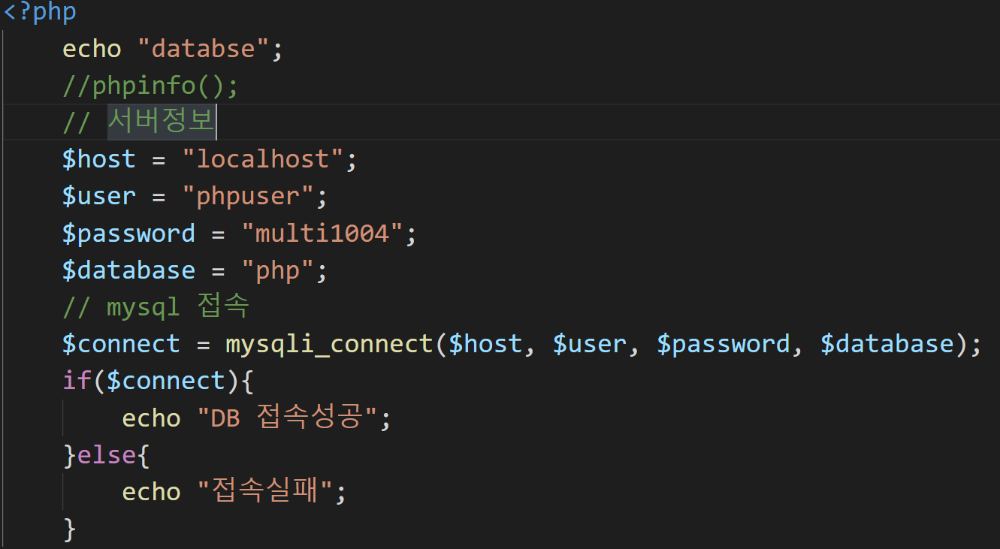 <?php
echo "databse";
//phpinfo();
// 서버정보
$host = "localhost";
$user = "phpuser";
$password = "multi1004";
$database = "php";
// mysql 접속
$connect = mysqli_connect($host, $user, $password, $database);
if($connect){
echo "DB 접속성공";
}else{
echo "접속실패";
}